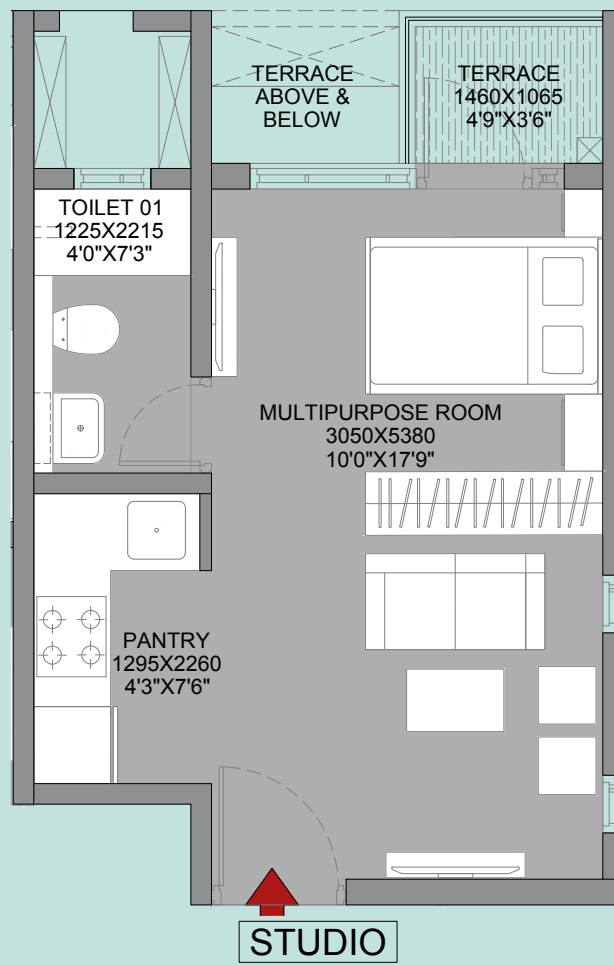 TERRACE
ABOVE &
BELOW
TERRACE
1460X1065
4'9"X3'6"
TOILET 01
1225X2215
4'0"X7'3"
MULTIPURPOSE ROOM
3050X5380
10'0"X17'9"
PANTRY
1295X2260
4'3"X7'6"
STUDIO